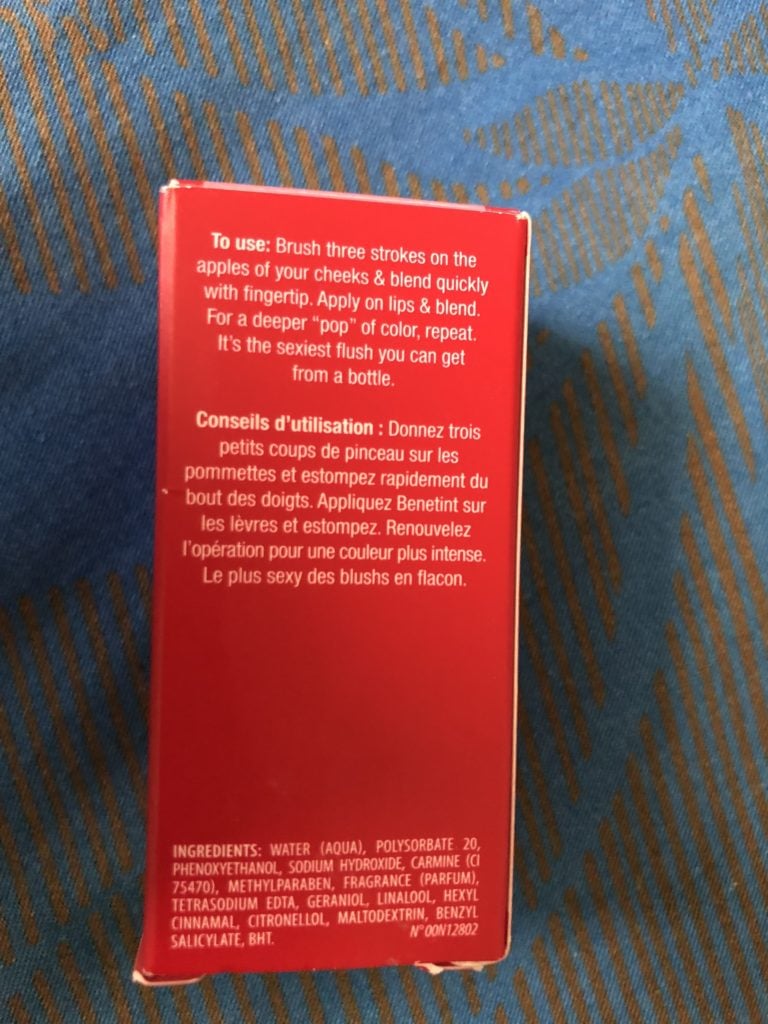 To use: Brush three strokes on the
apples of your cheeks & blend quickly
with fingertip. Apply on lips & blend.
For a deeper “pop” of color, repeat.
It’s the sexiest flush you can get
from a bottle.
Conseils d’utilisation : Donnez trois
petits coups de pinceau sur les
pommettes et estompez rapidement du
bout des doigts. Appliquez Benetint sur
les lèvres et estompez. Renouvelez
l’opération pour une couleur plus intense.
Le plus sexy des blushs en flacon.
INGREDIENTS: WATER (AQUA), POLYSORBATE 20,
PHENOXYETHANOL, SODIUM HYDROXIDE, CARMINE (CI
75470), METHYLPARABEN, FRAGRANCE (PARFUM),
TETRASODIUM EDTA, GERANIOL, LINALOOL, HEXYL
CINNAMAL, CITRONELLOL, MALTODEXTRIN, BENZYL
SALICYLATE, BHT. N°00N12802